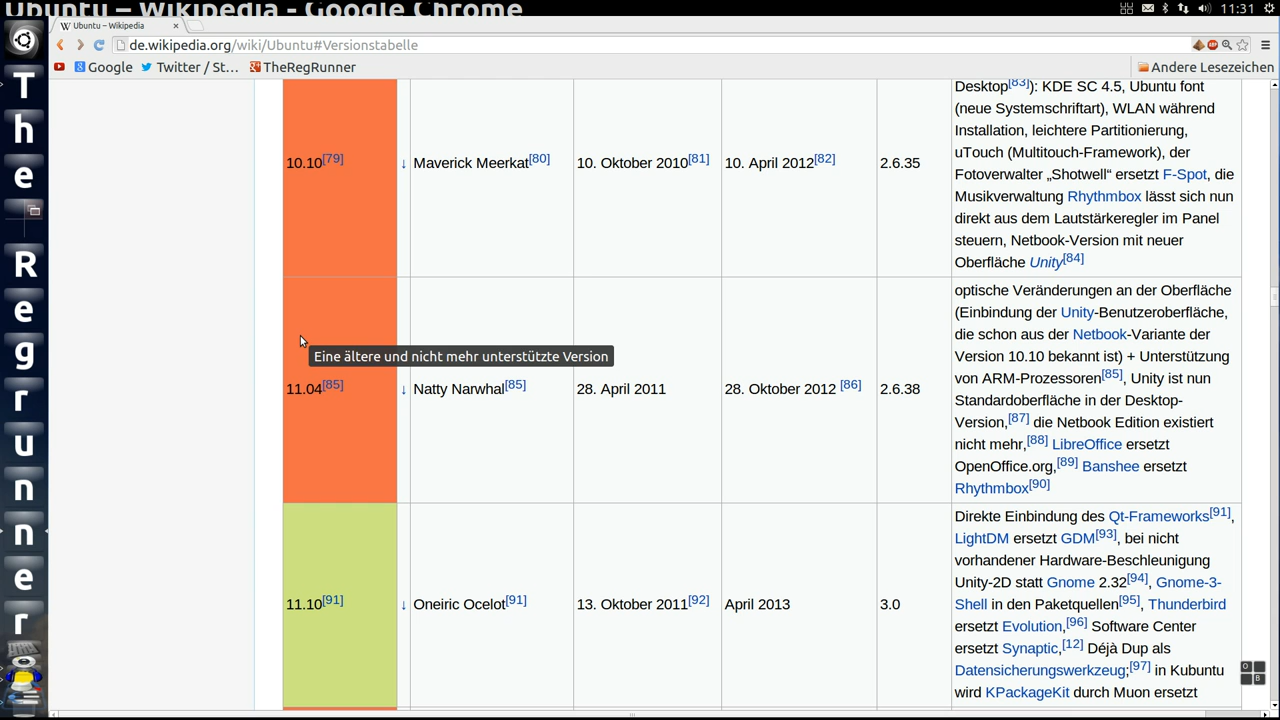 Ubuntu – Wikipedia - Google Chrome
11:31
Ubuntu – Wikipedia
de.wikipedia.org/wiki/Ubuntu#Versionstabelle
Google
Twitter / St...
TheRegRunner
Andere Lesezeichen
The
Regrunner
Desktop[83]): KDE SC 4.5, Ubuntu font
(neue Systemschriftart), WLAN während
Installation, leichtere Partitionierung,
uTouch (Multitouch-Framework), der
Fotoverwalter „Shotwell“ ersetzt F-Spot, die
Musikverwaltung Rhythmbox lässt sich nun
direkt aus dem Lautstärkeregler im Panel
steuern, Netbook-Version mit neuer
Oberfläche Unity[84]
10.10[79] ↓ Maverick Meerkat[80] 10. Oktober 2010[81] 10. April 2012[82] 2.6.35
optische Veränderungen an der Oberfläche
(Einbindung der Unity-Benutzeroberfläche,
die schon aus der Netbook-Variante der
Version 10.10 bekannt ist) + Unterstützung
von ARM-Prozessoren[85], Unity ist nun
Standardoberfläche in der Desktop-
Version,[87] die Netbook Edition existiert
nicht mehr,[88] LibreOffice ersetzt
OpenOffice.org,[89] Banshee ersetzt
Rhythmbox[90]
Eine ältere und nicht mehr unterstützte Version
11.04[85] ↓ Natty Narwhal[85] 28. April 2011 28. Oktober 2012 [86] 2.6.38
Direkte Einbindung des Qt-Frameworks[91],
LightDM ersetzt GDM[93], bei nicht
vorhandener Hardware-Beschleunigung
Unity-2D statt Gnome 2.32[94], Gnome-3-
Shell in den Paketquellen[95], Thunderbird
ersetzt Evolution,[96] Software Center
ersetzt Synaptic,[12] Déjà Dup als
Datensicherungswerkzeug;[97] in Kubuntu
wird KPackageKit durch Muon ersetzt
11.10[91] ↓ Oneiric Ocelot[91] 13. Oktober 2011[92] April 2013 3.0